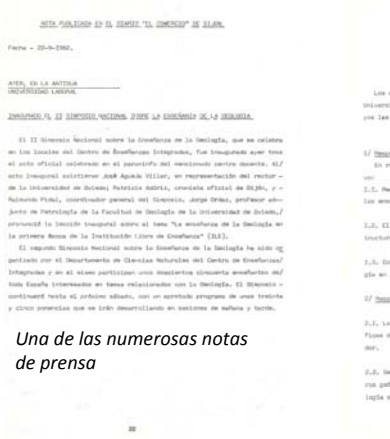 NOTA PUBLICADA EN EL DIARIO "EL COMERCIO" DE GIJON
Fecha – 22-9-1982.
AYER, EN LA ANTIGUA
UNIVERSIDAD LABORAL
INAUGURADO EL II SIMPOSIO NACIONAL SOBRE LA ENSEÑANZA DE LA GEOLOGIA
El II Simposio Nacional sobre la Enseñanza de la Geología, que se celebra
en los locales del Centro de Enseñanzas Integradas, fue inaugurado ayer tras
el acto oficial celebrado en el paraninfo del mencionado centro docente. Al/
acto inaugural asistieron José Aguado Villar, en representación del rector –
de la Universidad de Oviedo; Patricio Adúriz, cronista oficial de Gijón, y –
Raimundo Vidal, coordinador general del Simposio. Jorge Ordaz, profesor ad-
junto de Petrología de la Facultad de Geología de la Universidad de Oviedo,/
pronunció la lección inaugural sobre el tema "La enseñanza de la Geología en
la primera época de la Institución Libre de Enseñanza" (ILE).
El segundo Simposio Nacional sobre la Enseñanza de la Geología ha sido or
ganizado por el Departamento de Ciencias Naturales del Centro de Enseñanzas/
Integradas y en el mismo participan unos doscientos cincuenta enseñantes de/
toda España interesados en temas relacionados con la Geología. El Simposio –
continuará hasta el próximo sábado, con un apretado programa de unas treinta
y cinco ponencias que se irán desarrollando en sesiones de mañana y tarde.
Una de las numerosas notas
de prensa